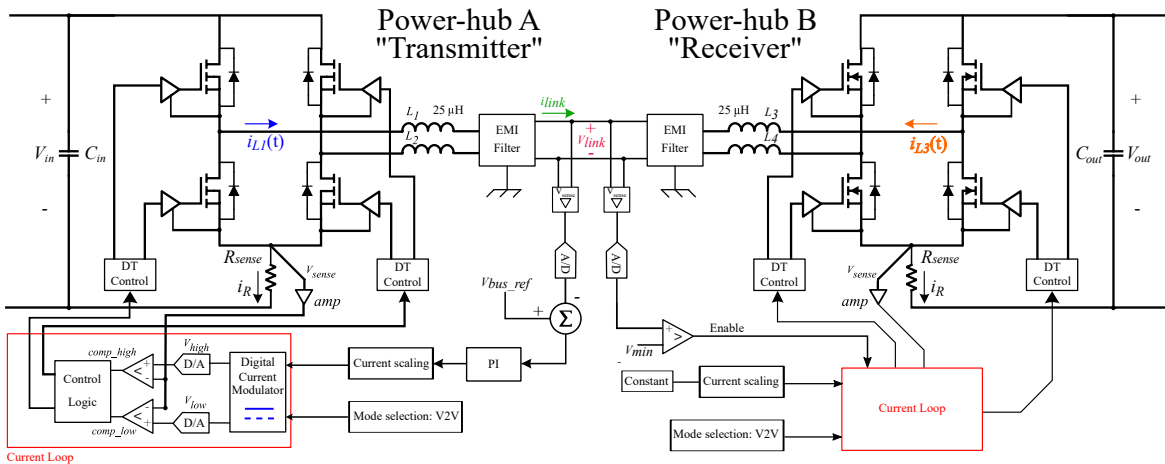 Power-hub A
"Transmitter"
Power-hub B
"Receiver"
+
V_in
C_in
-
i_L1(t)
L_1
25 µH
L_2
EMI
Filter
i_link
+
V_link
-
EMI
Filter
25 µH
L_3
L_4
i_L3(t)
C_out
+
V_out
-
DT
Control
R_sense
i_R
V_sense
amp
DT
Control
A/D
A/D
V_bus_ref
+
-
Σ
PI
Current scaling
Mode selection: V2V
V_high
D/A
V_low
D/A
Digital
Current
Modulator
comp_high
<
+
-
comp_low
<
-
+
Control
Logic
Current Loop
+
>
V_min
-
Enable
Constant
Current scaling
Mode selection: V2V
Current Loop
DT
Control
V_sense
amp
R_sense
i_R
DT
Control